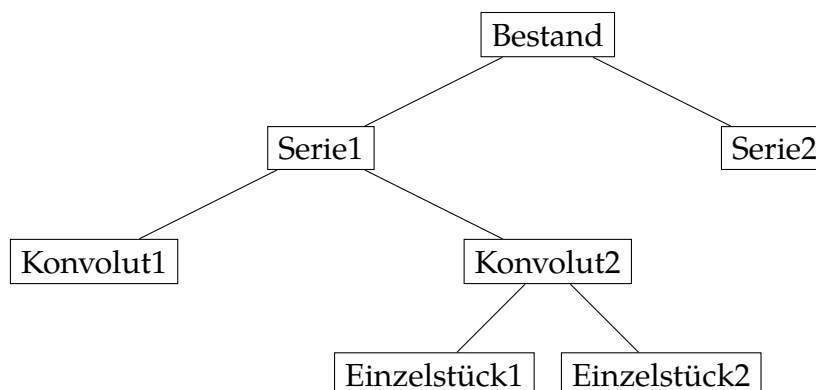 Bestand
Serie1 Serie2
Konvolut1 Konvolut2
Einzelstück1 Einzelstück2